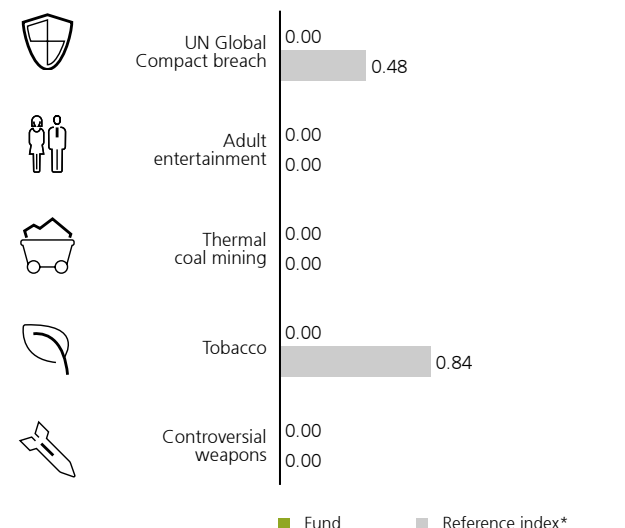 UN Global
Compact breach
0.00
0.48
Adult
entertainment
0.00
0.00
Thermal
coal mining
0.00
0.00
Tobacco
0.00
0.84
Controversial
weapons
0.00
0.00
Fund
Reference index*